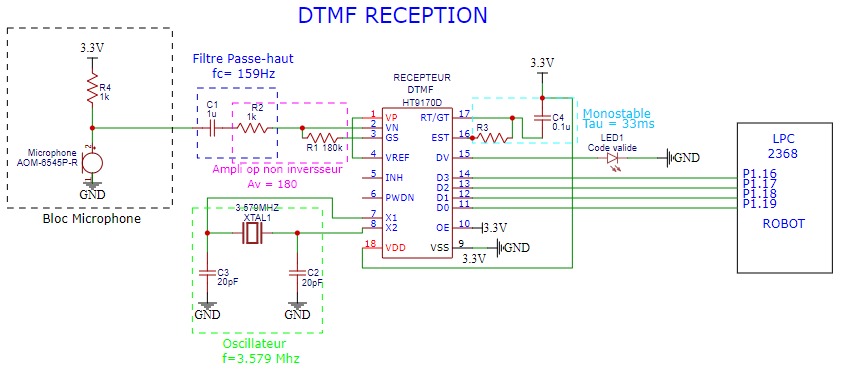 DTMF RECEPTION
3.3V
R4
1k
Microphone
AOM-6545P-R
2
1
GND
Bloc Microphone
Filtre Passe-haut
fc= 159Hz
C1
1u
R2
1k
R1 180k
Ampli op non inversseur
Av = 180
3.579MHZ
XTAL1
C3
20pF
C2
20pF
GND
GND
Oscillateur
f=3.579 Mhz
RECEPTEUR
DTMF
HT9170D
1 VP
2 VN
3 GS
4 VREF
5 INH
6 PWDN
7 X1
8 X2
18 VDD
RT/GT 17
EST 16
DV 15
D3 14
D2 13
D1 12
D0 11
OE 10
VSS 9
3.3V
GND
3.3V
3.3V
R3
C4
0.1u
Monostable
Tau = 33ms
LED1
Code valide
GND
LPC
2368
P1.16
P1.17
P1.18
P1.19
ROBOT